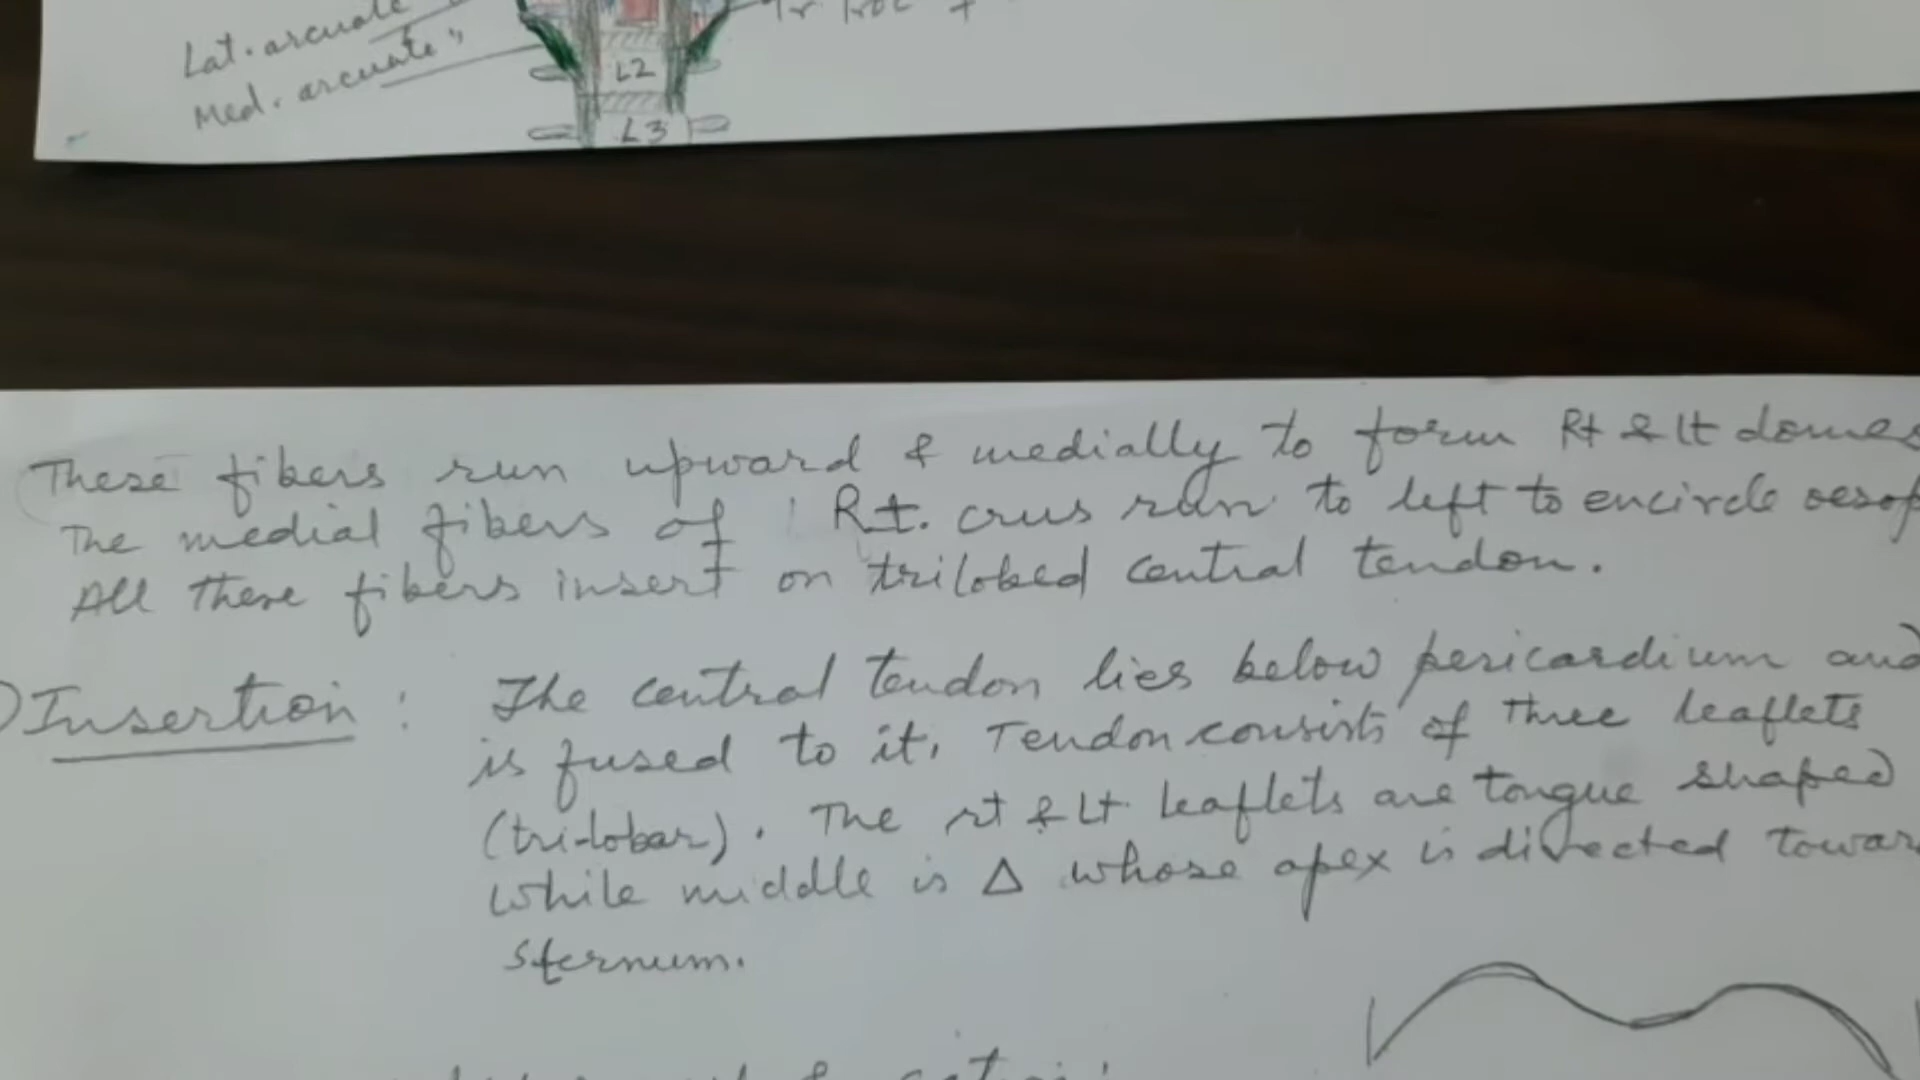 Lat. arcuate
Med. arcuate "
L2
L3
These fibers run upward & medially to form Rt & lt domes
The medial fibers of Rt. crus run to left to encircle oesop
All these fibers insert on trilobed central tendon.
Insertion : The central tendon lies below pericardium and
is fused to it. Tendon consists of three leaflets
(tri-lobar). The rt & Lt leaflets are tongue shaped
while middle is Δ whose apex is directed towar
sternum.